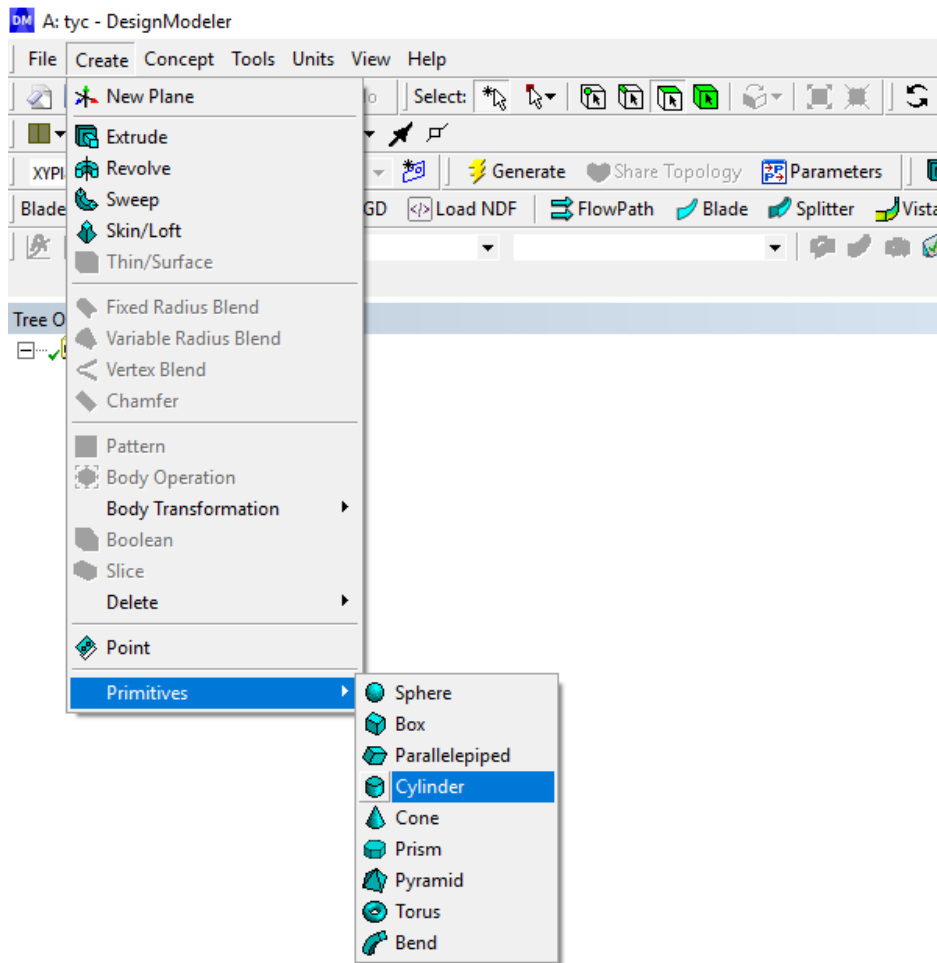 DM A: tyc - DesignModeler
File Create Concept Tools Units View Help
New Plane
Select:
Extrude
Revolve
XYPl
Generate Share Topology Parameters
Sweep
Blade
GD Load NDF FlowPath Blade Splitter Vista
Skin/Loft
Thin/Surface
Fixed Radius Blend
Tree O
Variable Radius Blend
Vertex Blend
Chamfer
Pattern
Body Operation
Body Transformation
Boolean
Slice
Delete
Point
Primitives
Sphere
Box
Parallelepiped
Cylinder
Cone
Prism
Pyramid
Torus
Bend